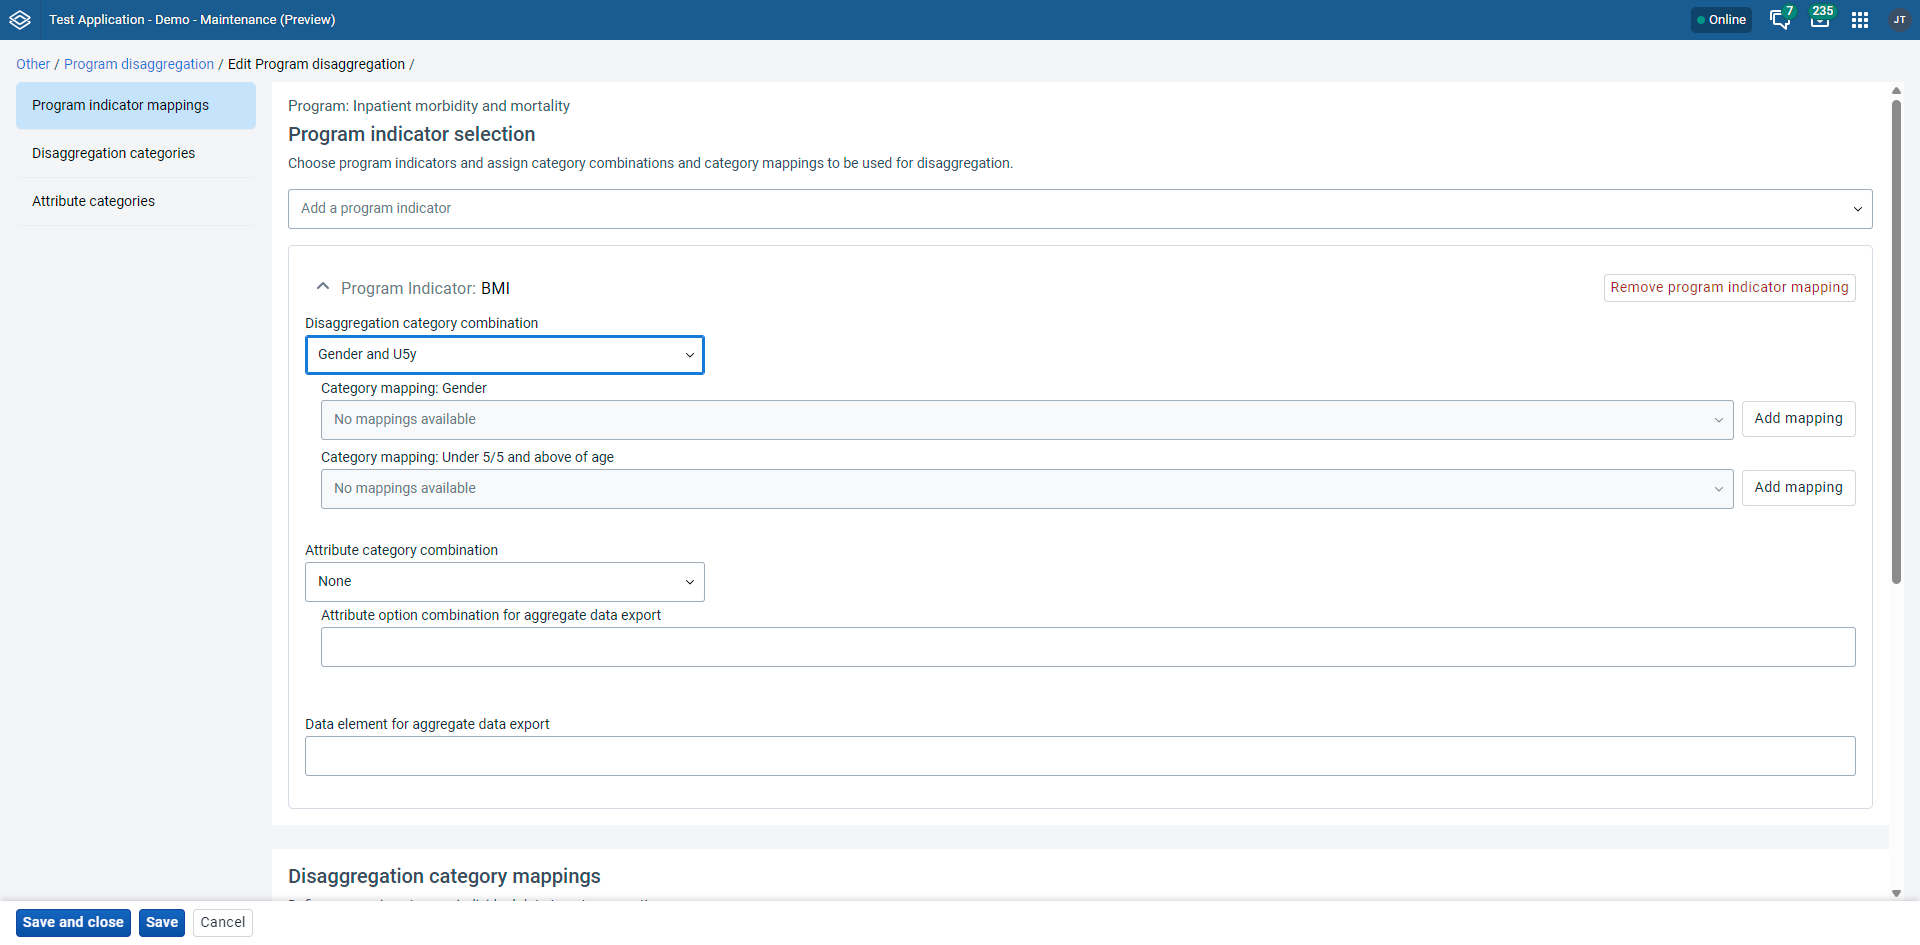 Test Application - Demo - Maintenance (Preview)
Online
7
235
JT
Other / Program disaggregation / Edit Program disaggregation /
Program indicator mappings
Disaggregation categories
Attribute categories
Program: Inpatient morbidity and mortality
Program indicator selection
Choose program indicators and assign category combinations and category mappings to be used for disaggregation.
Add a program indicator
Program Indicator: BMI
Remove program indicator mapping
Disaggregation category combination
Gender and U5y
Category mapping: Gender
No mappings available
Add mapping
Category mapping: Under 5/5 and above of age
No mappings available
Add mapping
Attribute category combination
None
Attribute option combination for aggregate data export
Data element for aggregate data export
Disaggregation category mappings
Save and close
Save
Cancel